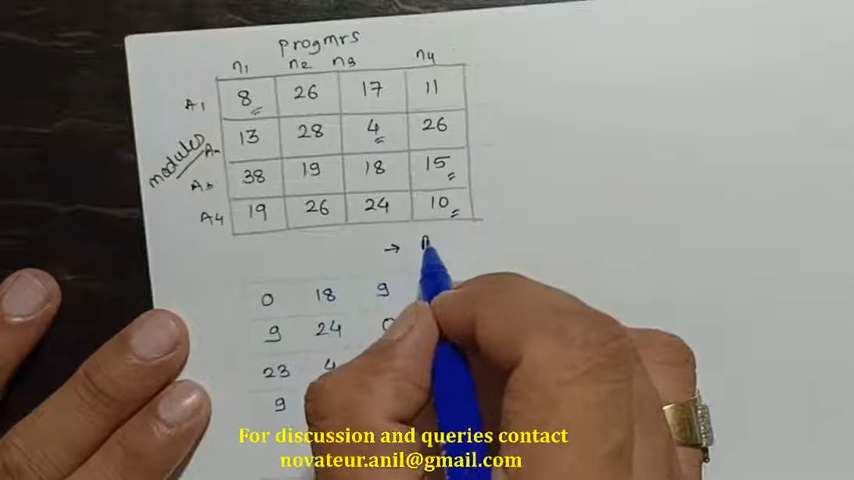 progmrs
n1 n2 n3 n4
A1 8 26 17 11
13 28 4 26
modules
38 19 18 15
A4 19 26 24 10
→
0 18 9
9 24 0
23 4
9
For discussion and queries contact
novateur.anil@gmail.com